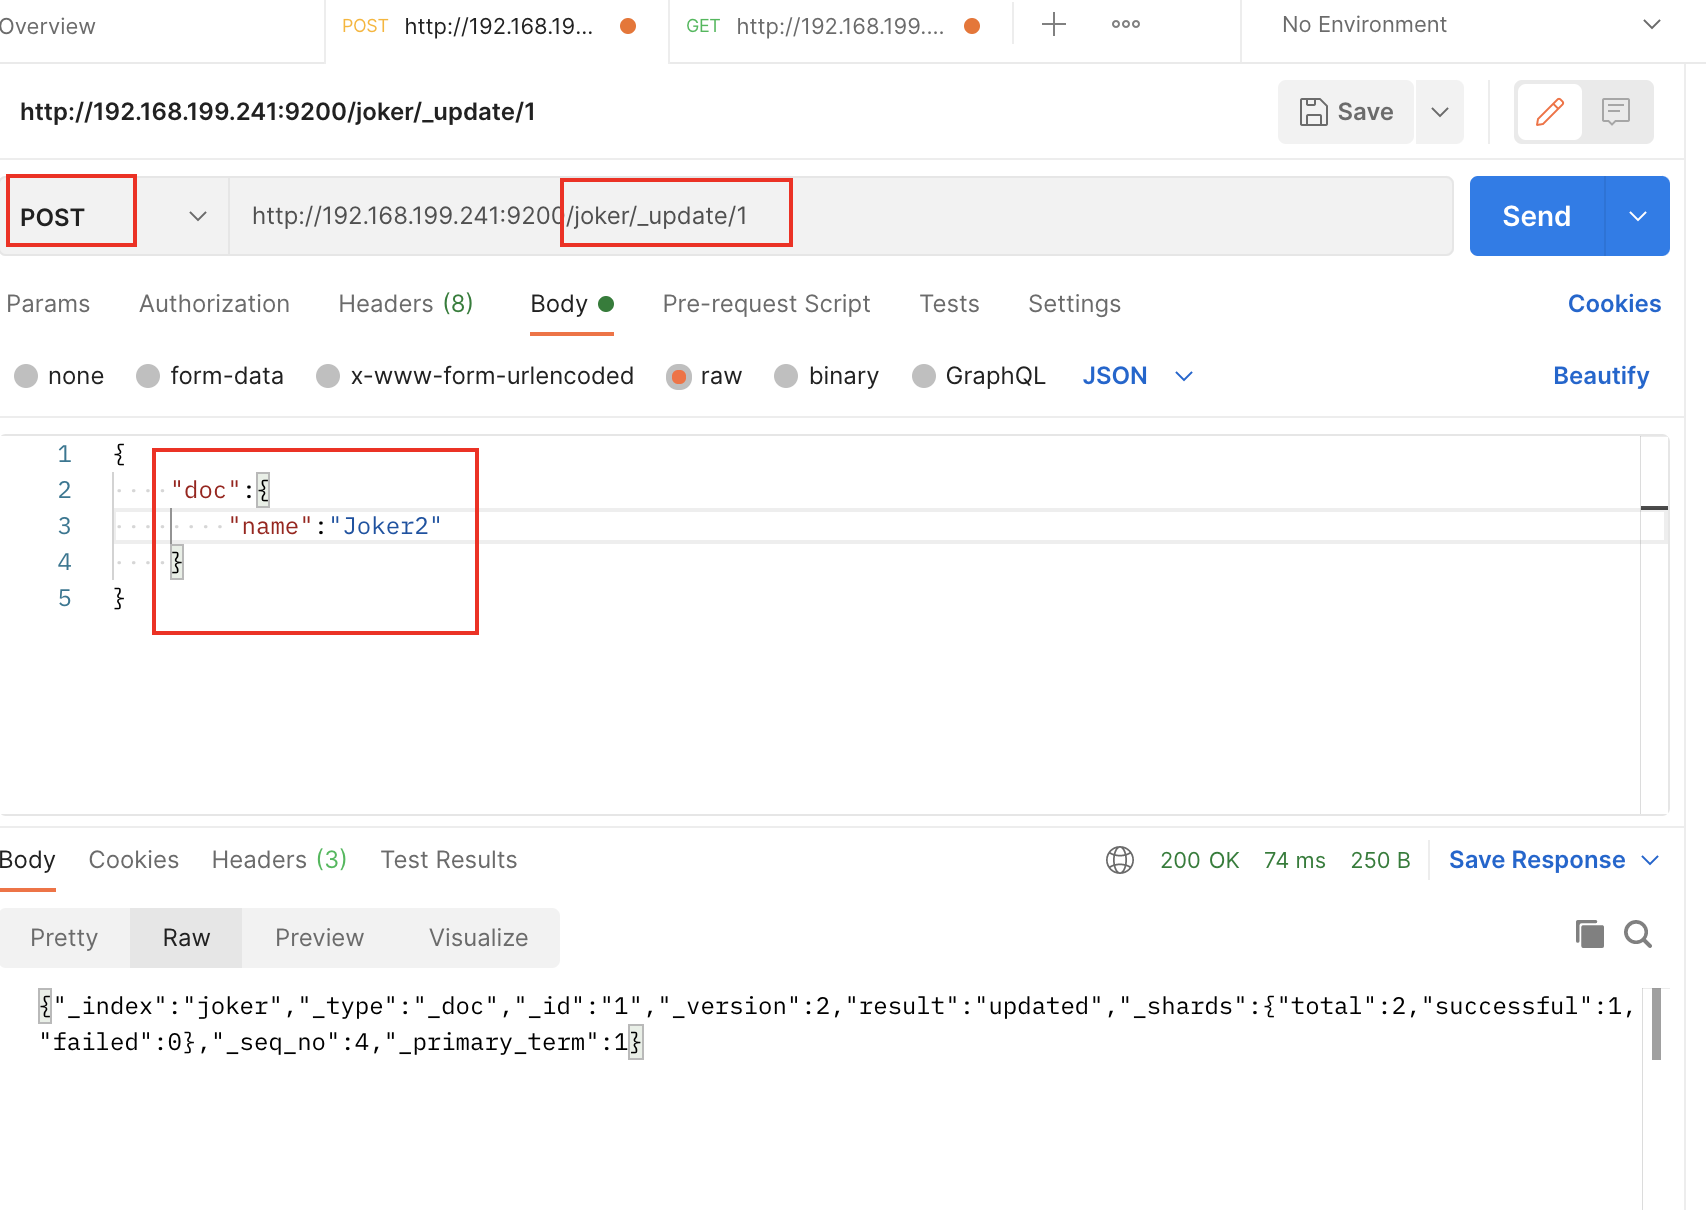 Overview
POST http://192.168.19...
GET http://192.168.199....
No Environment
http://192.168.199.241:9200/joker/_update/1
Save
POST
http://192.168.199.241:9200/joker/_update/1
Send
Params Authorization Headers (8) Body Pre-request Script Tests Settings Cookies
none form-data x-www-form-urlencoded raw binary GraphQL JSON Beautify
1 {
2 "doc":{
3 "name":"Joker2"
4 }
5 }
Body Cookies Headers (3) Test Results 200 OK 74 ms 250 B Save Response
Pretty Raw Preview Visualize
{"_index":"joker","_type":"_doc","_id":"1","_version":2,"result":"updated","_shards":{"total":2,"successful":1,
"failed":0},"_seq_no":4,"_primary_term":1}